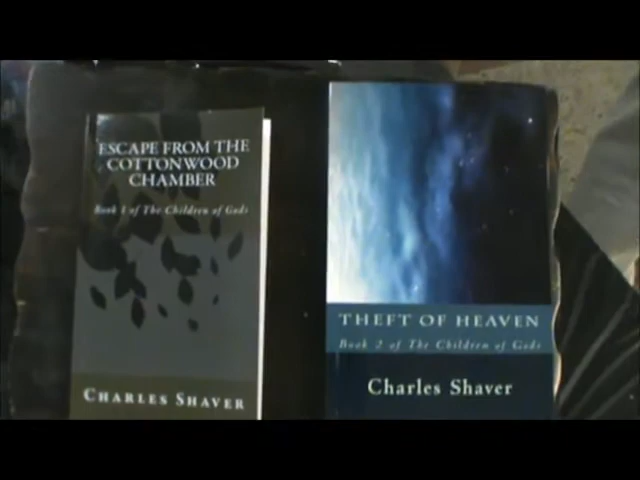 ESCAPE FROM THE
COTTONWOOD
CHAMBER
Book 1 of The Children of Gods
CHARLES SHAVER
THEFT OF HEAVEN
Book 2 of The Children of Gods
Charles Shaver